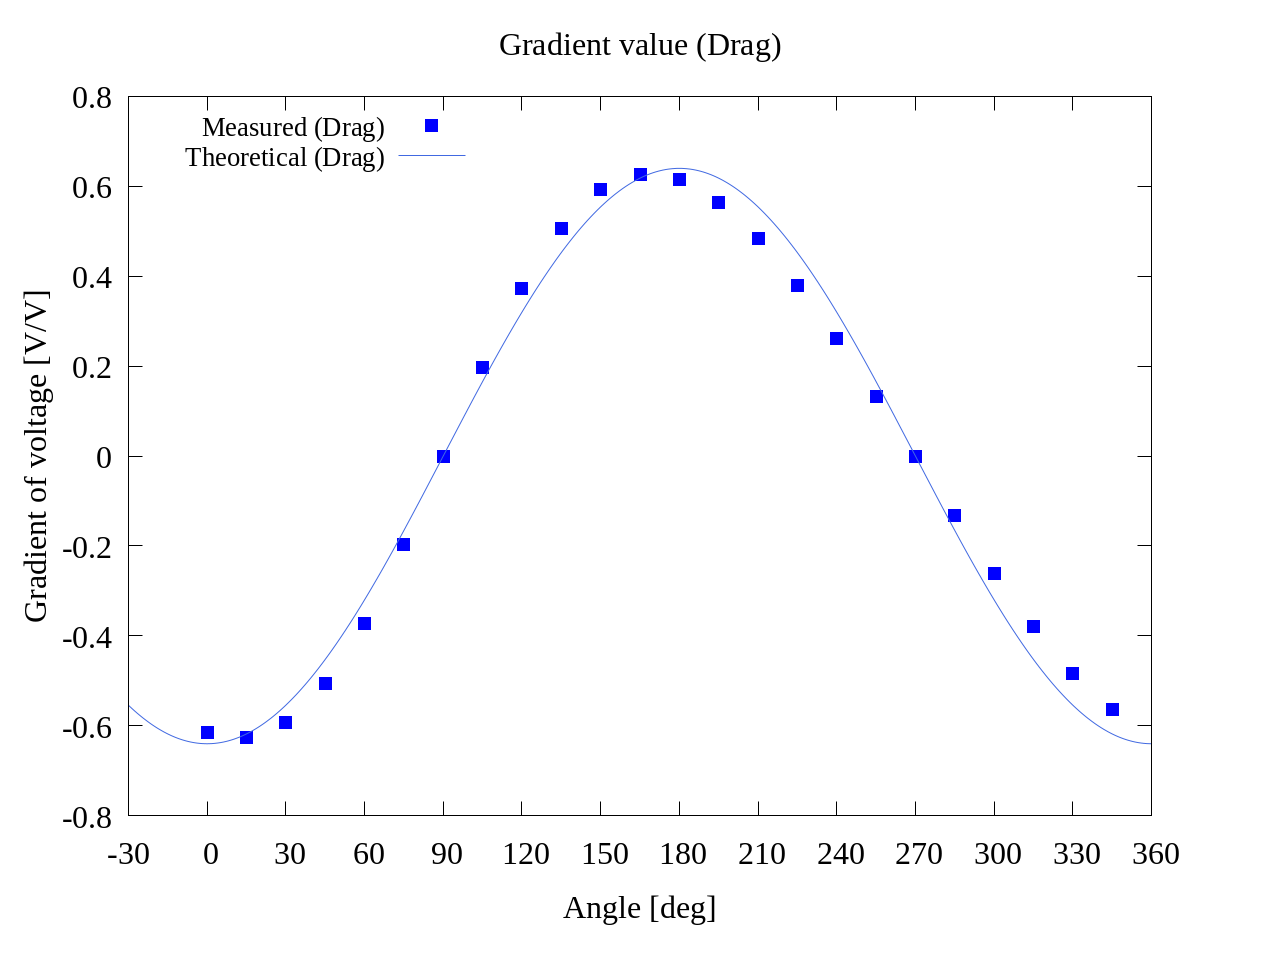 Gradient value (Drag)
Measured (Drag)
Theoretical (Drag)
0.8
0.6
0.4
0.2
0
-0.2
-0.4
-0.6
-0.8
Gradient of voltage [V/V]
-30 0 30 60 90 120 150 180 210 240 270 300 330 360
Angle [deg]